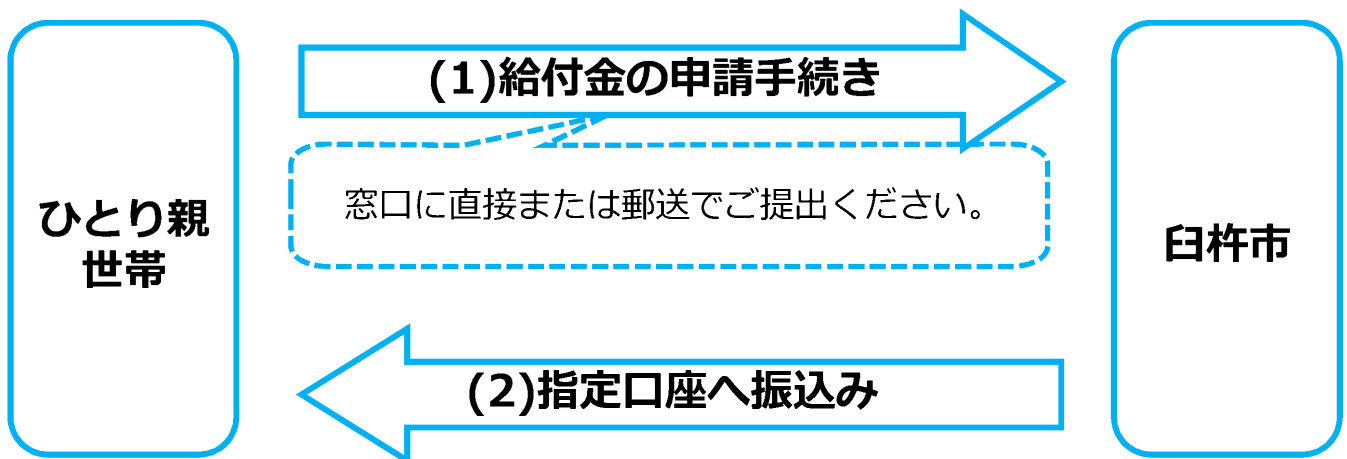 (1)給付金の申請手続き
窓口に直接または郵送でご提出ください。
ひとり親
世帯
臼杵市
(2)指定口座へ振込み